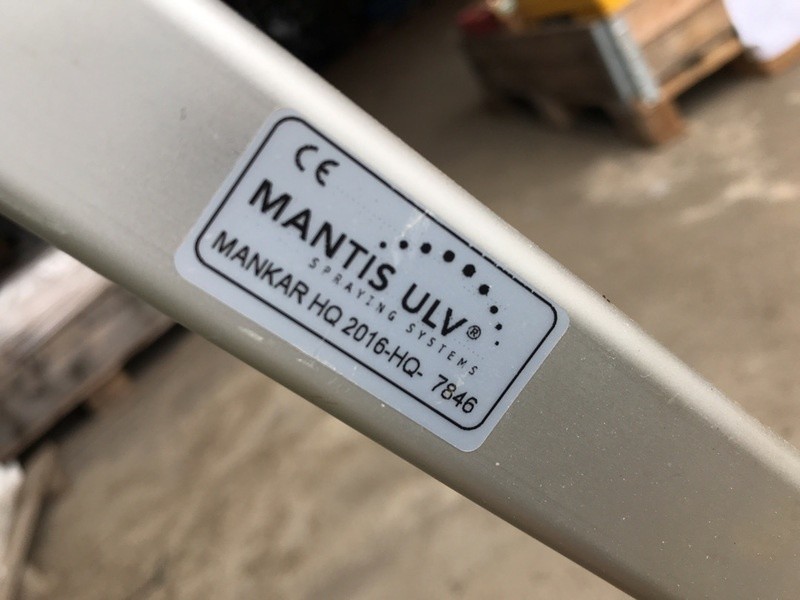 CE
MANTIS ULV®
SPRAYING SYSTEMS
MANKAR HQ 2016-HQ- 7846